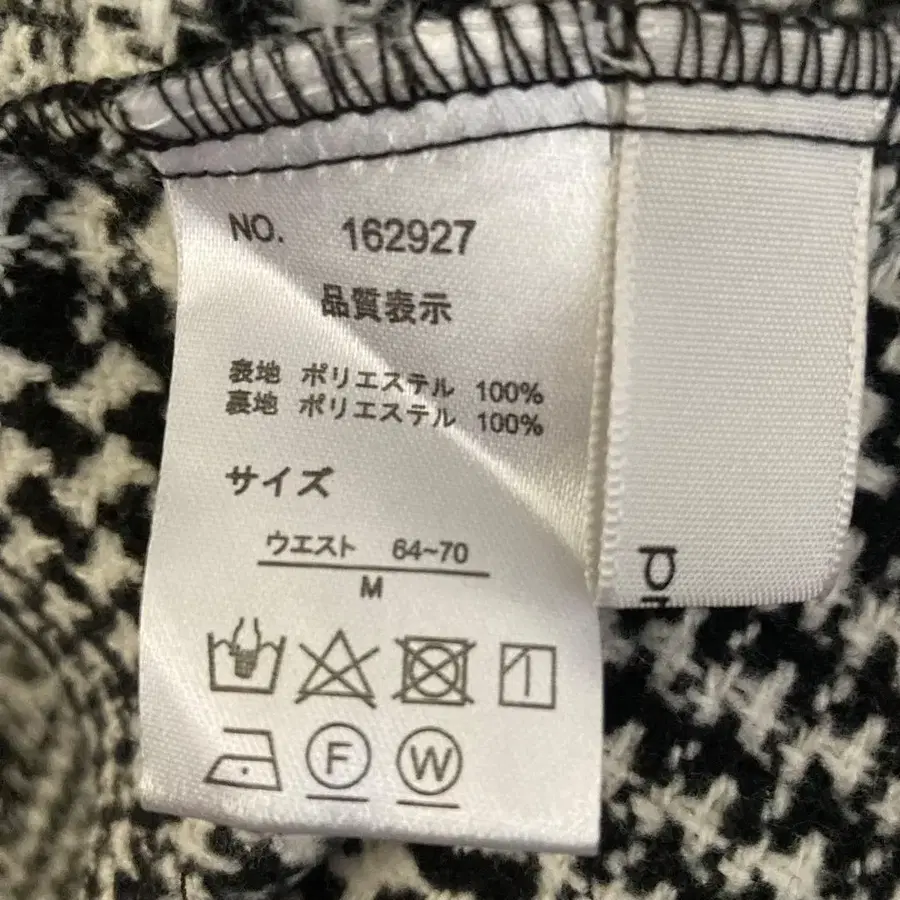 NO. 162927
品質表示
表地 ポリエステル 100%
裏地 ポリエステル 100%
サイズ
ウエスト 64~70
M
F W